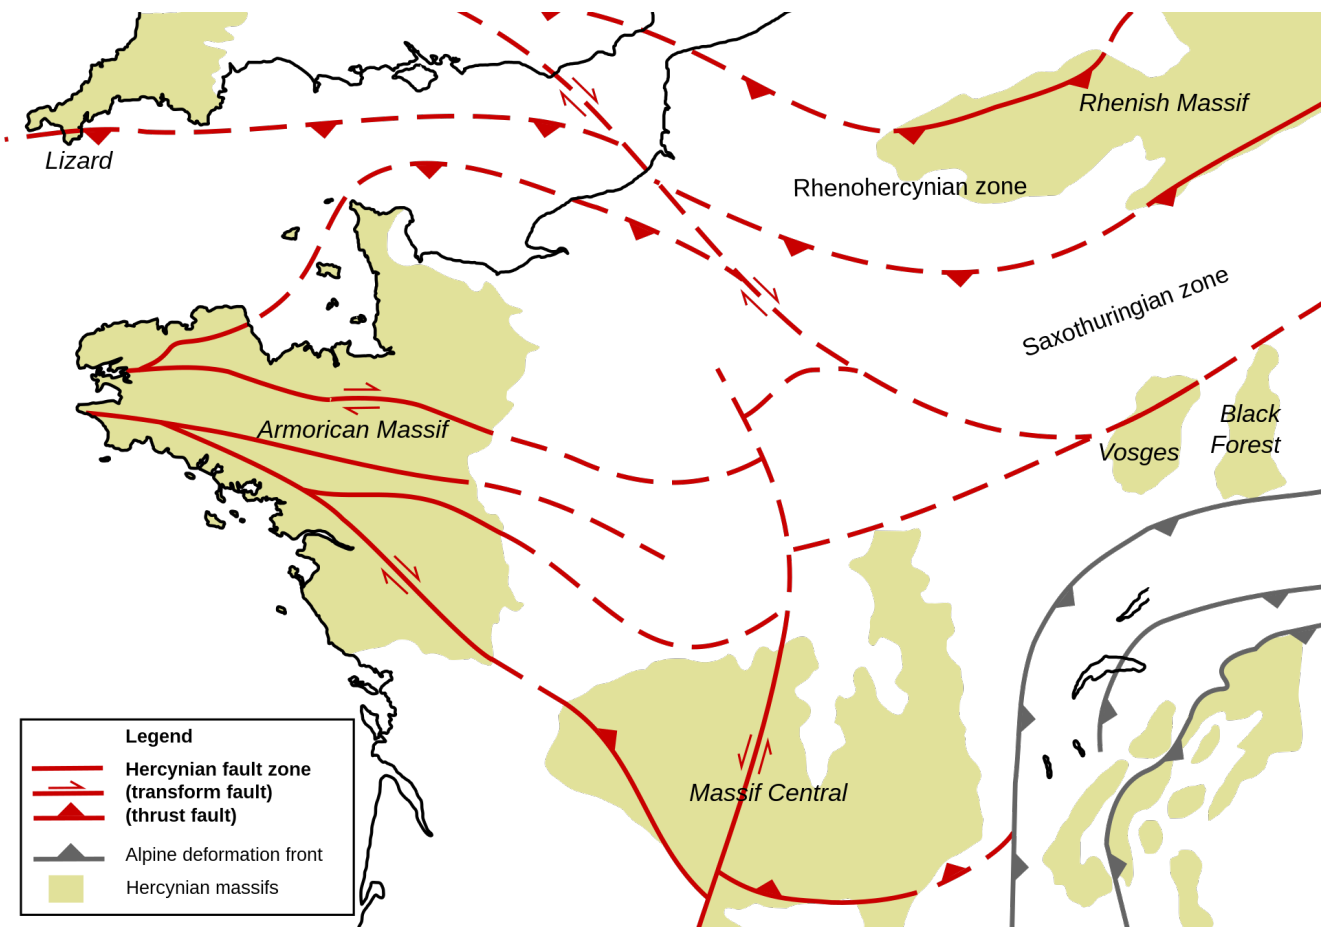 Rhenish Massif
Lizard
Rhenohercynian zone
Saxothuringian zone
Black
Forest
Armorican Massif
Vosges
Massif Central
Legend
Hercynian fault zone
(transform fault)
(thrust fault)
Alpine deformation front
Hercynian massifs